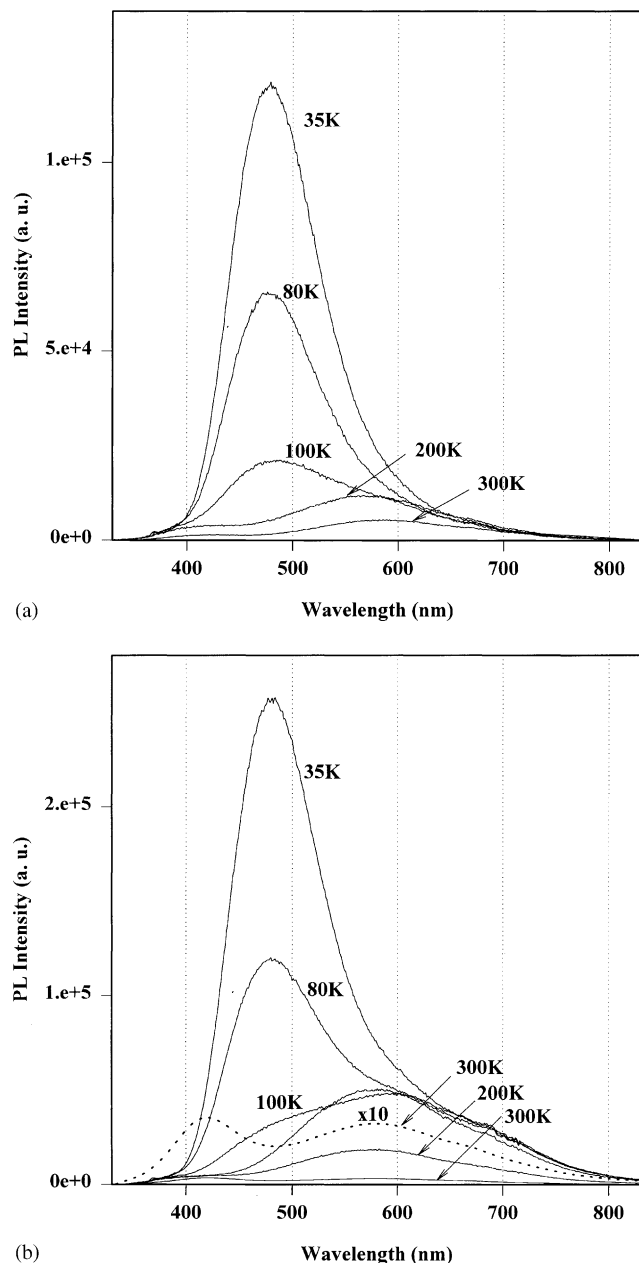 35K
1.e+5
80K
PL Intensity (a. u.)
5.e+4
100K
200K
300K
0e+0
400 500 600 700 800
(a)
Wavelength (nm)
35K
2.e+5
PL Intensity (a. u.)
80K
1.e+5
300K
200K
100K
x10
300K
0e+0
400 500 600 700 800
(b)
Wavelength (nm)